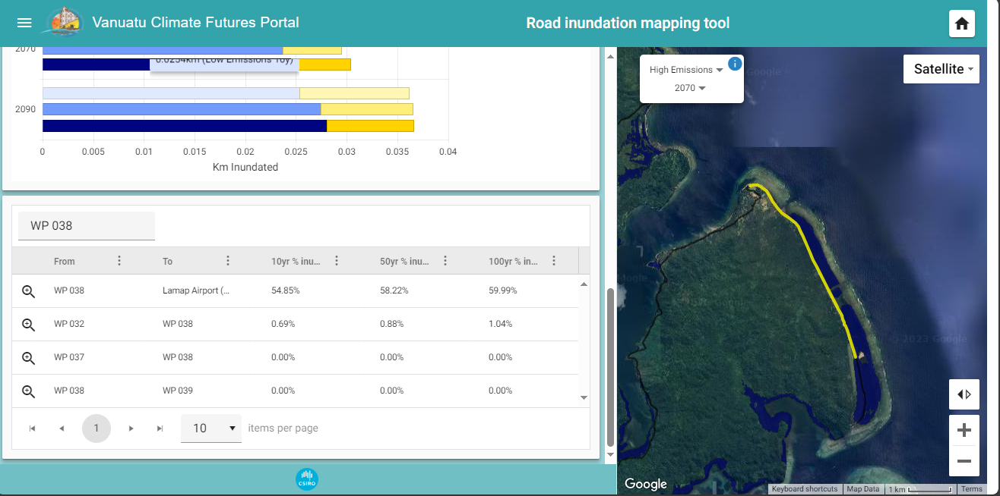 Vanuatu Climate Futures Portal
Road inundation mapping tool
2070
0.0254km (Low Emissions 10y)
2090
0 0.005 0.01 0.015 0.02 0.025 0.03 0.035 0.04
Km Inundated
WP 038
From To 10yr % inu... 50yr % inu... 100yr % in...
WP 038 Lamap Airport (... 54.85% 58.22% 59.99%
WP 032 WP 038 0.69% 0.88% 1.04%
WP 037 WP 038 0.00% 0.00% 0.00%
WP 038 WP 039 0.00% 0.00% 0.00%
1 10 items per page
CSIRO
High Emissions
2070
i
Satellite
Google
© 2023 Google
Google
Keyboard shortcuts Map Data 1 km Terms